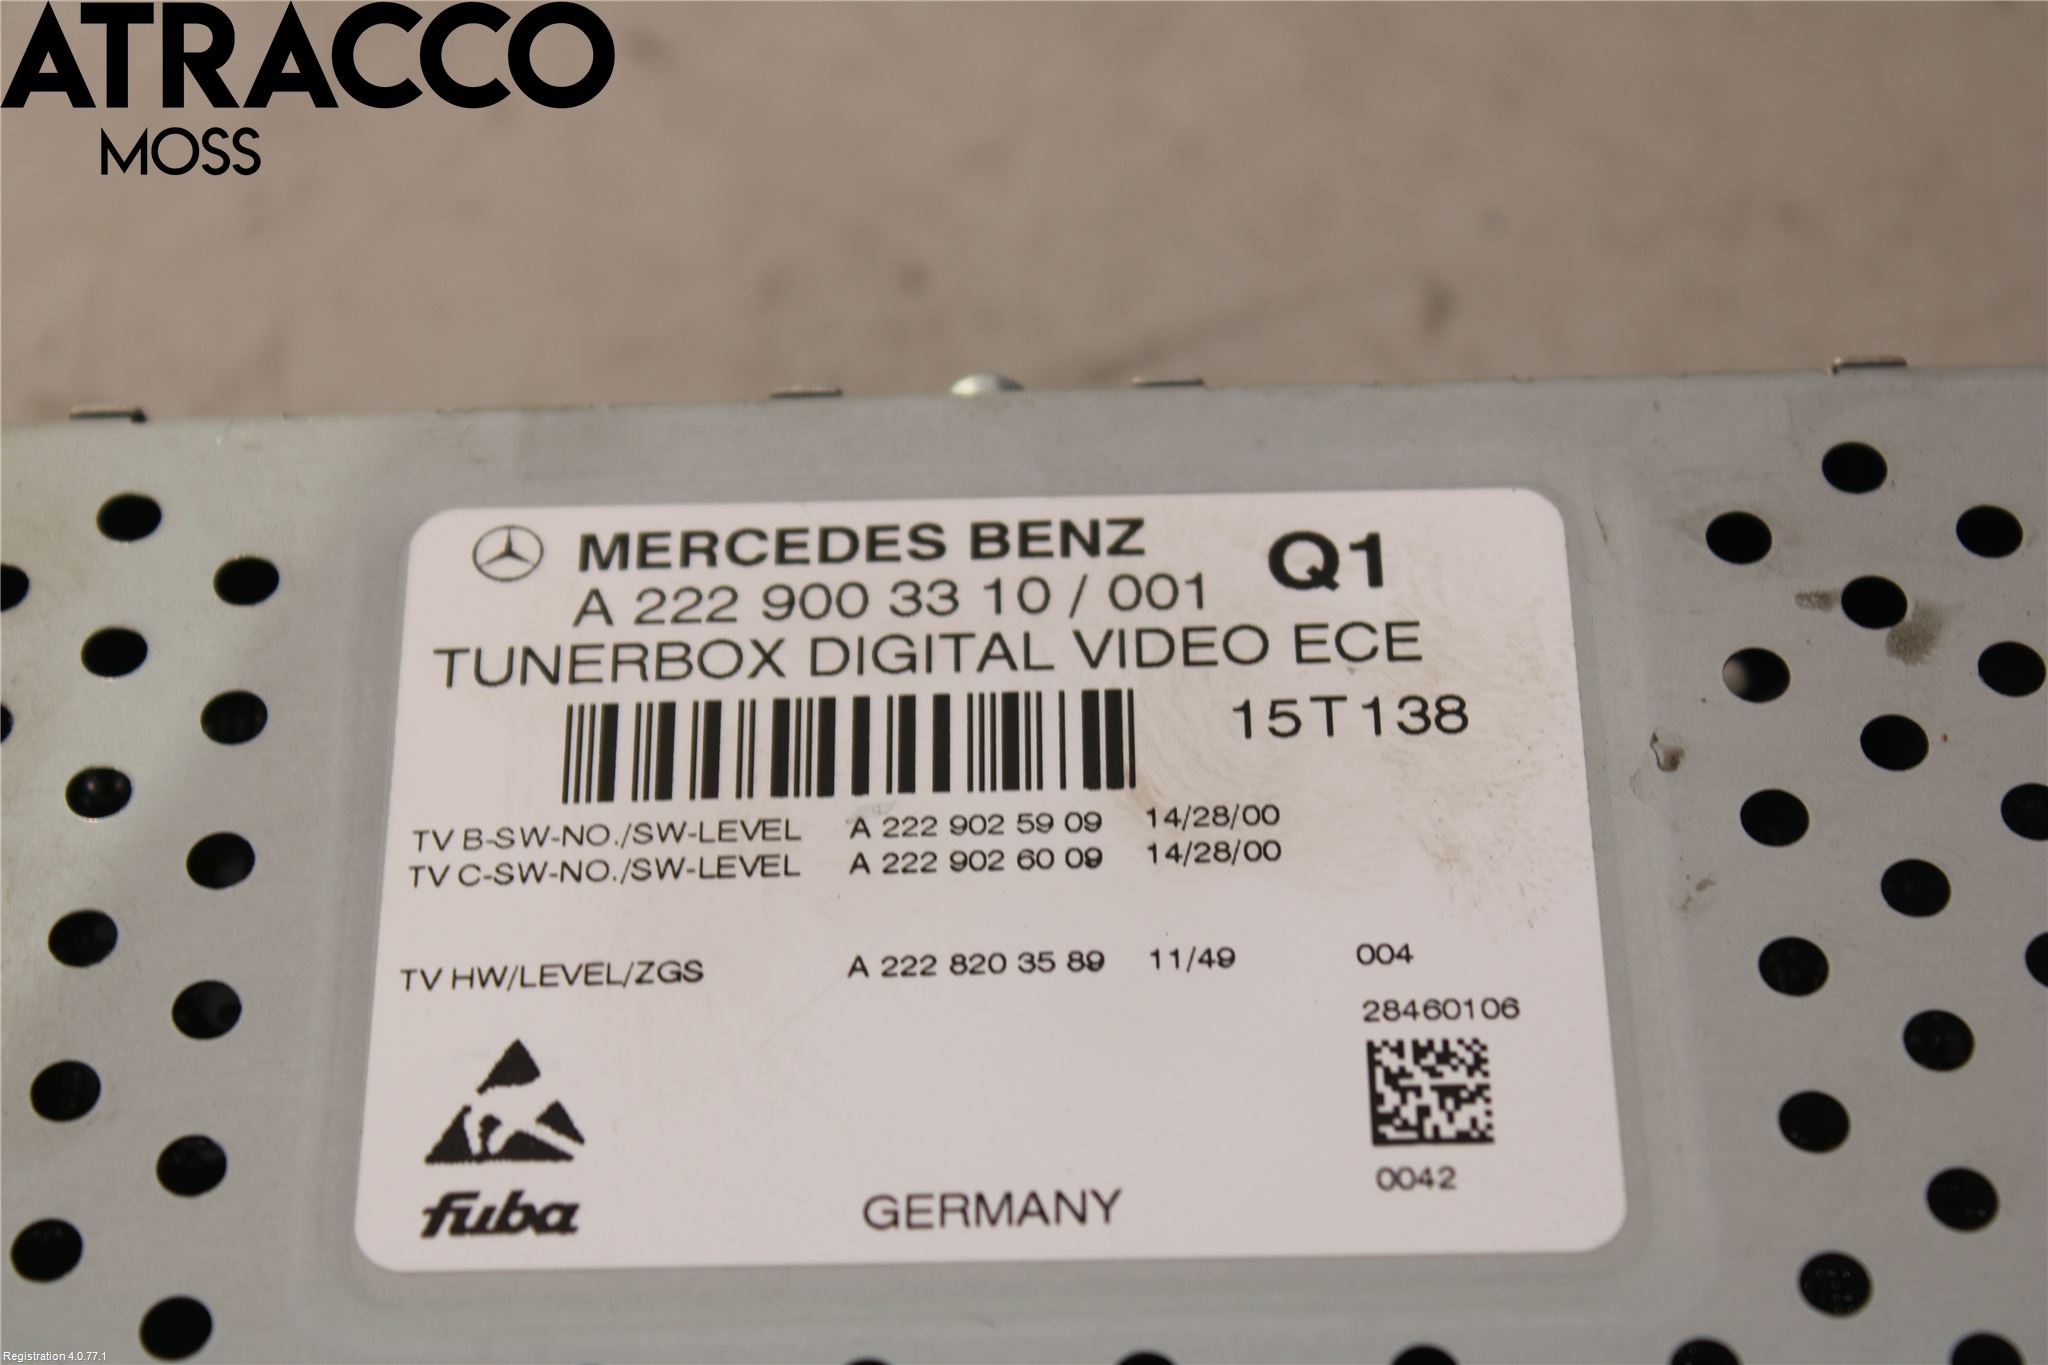 ATRACCO
MOSS
MERCEDES BENZ Q1
A 222 900 33 10 / 001
TUNERBOX DIGITAL VIDEO ECE
15T138
TV B-SW-NO./SW-LEVEL A 222 902 59 09 14/28/00
TV C-SW-NO./SW-LEVEL A 222 902 60 09 14/28/00
TV HW/LEVEL/ZGS A 222 820 35 89 11/49 004
28460106
0042
fuba
GERMANY
Registration 4.0.77.1